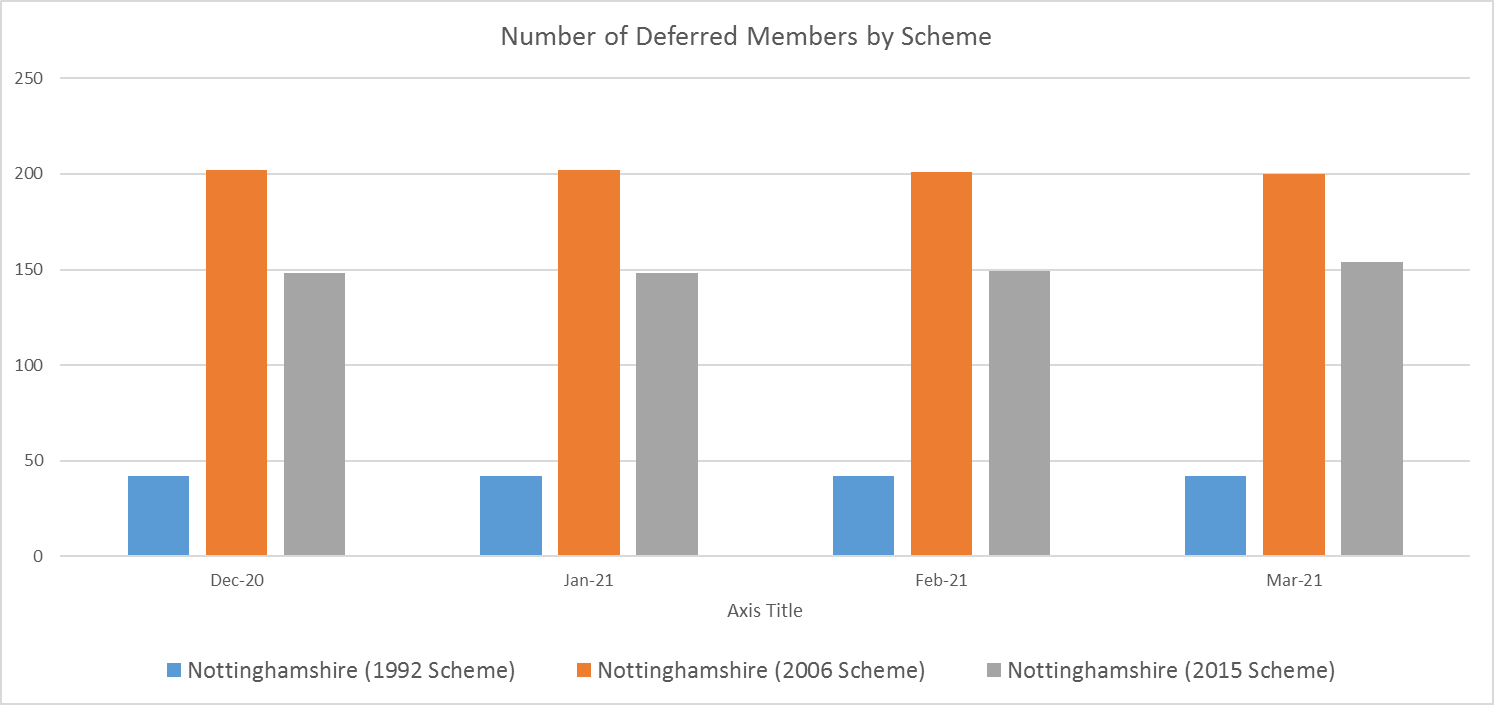 Number of Deferred Members by Scheme
250
200
150
100
50
0
Dec-20 Jan-21 Feb-21 Mar-21
Axis Title
Nottinghamshire (1992 Scheme) Nottinghamshire (2006 Scheme) Nottinghamshire (2015 Scheme)